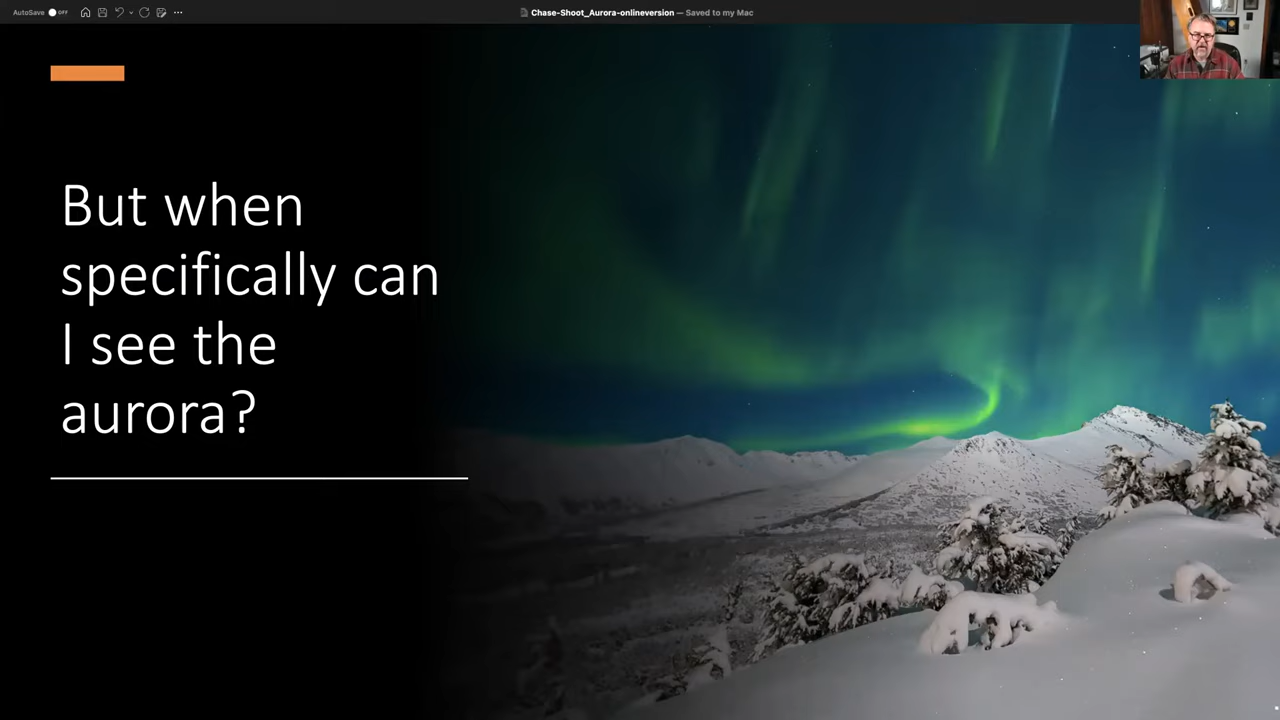 AutoSave OFF
Chase-Shoot_Aurora-onlineversion — Saved to my Mac
But when
specifically can
I see the
aurora?